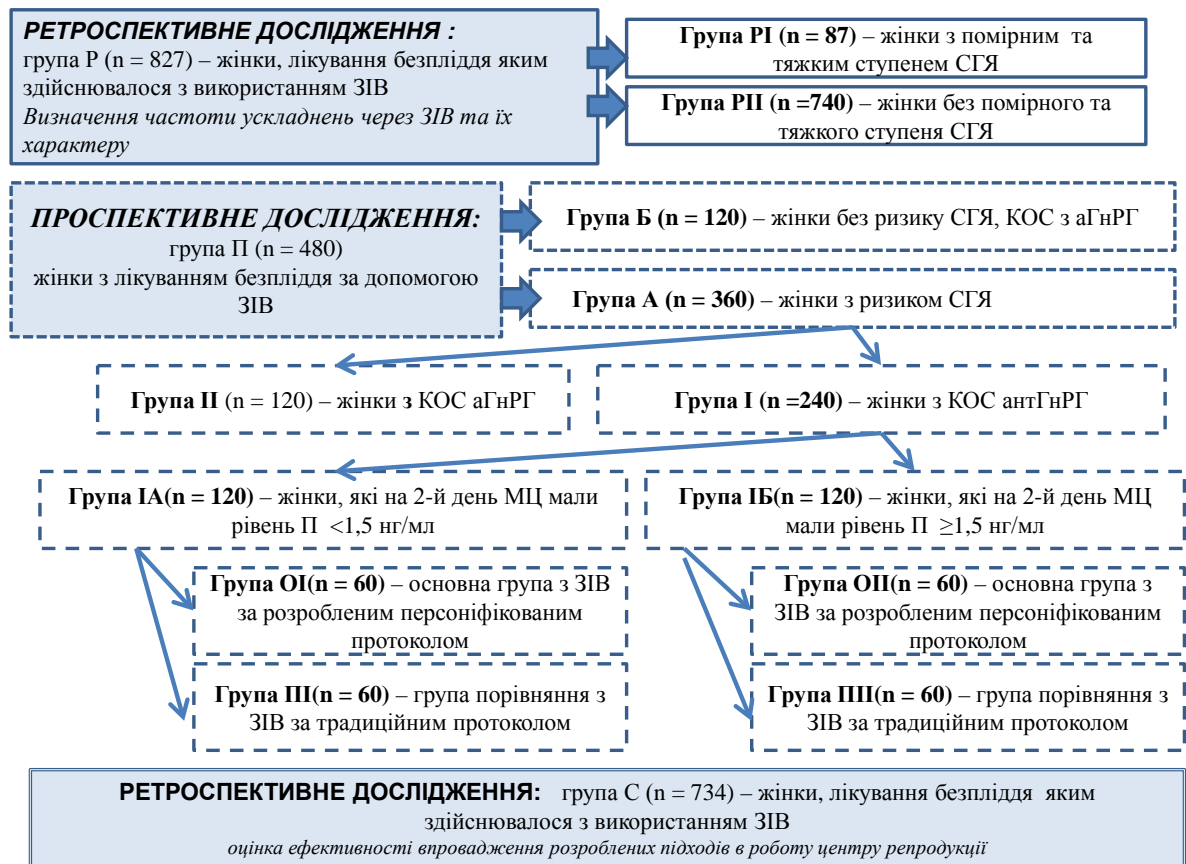 РЕТРОСПЕКТИВНЕ ДОСЛІДЖЕННЯ :
група Р (n = 827) – жінки, лікування безпліддя яким
здійснювалося з використанням ЗІВ
Визначення частоти ускладнень через ЗІВ та їх
характеру
Група РІ (n = 87) – жінки з помірним та
тяжким ступенем СГЯ
Група РІІ (n =740) – жінки без помірного та
тяжкого ступеня СГЯ
ПРОСПЕКТИВНЕ ДОСЛІДЖЕННЯ:
група П (n = 480)
жінки з лікуванням безпліддя за допомогою
ЗІВ
Група Б (n = 120) – жінки без ризику СГЯ, КОС з аГнРГ
Група А (n = 360) – жінки з ризиком СГЯ
Група ІІ (n = 120) – жінки з КОС аГнРГ
Група І (n =240) – жінки з КОС антГнРГ
Група ІА(n = 120) – жінки, які на 2-й день МЦ мали
рівень П <1,5 нг/мл
Група ІБ(n = 120) – жінки, які на 2-й день МЦ
мали рівень П ≥1,5 нг/мл
Група ОІ(n = 60) – основна група з ЗІВ
за розробленим персоніфікованим
протоколом
Група ОІІ(n = 60) – основна група з
ЗІВ за розробленим персоніфікованим
протоколом
Група ПІ(n = 60) – група порівняння з
ЗІВ за традиційним протоколом
Група ПІІ(n = 60) – група порівняння з
ЗІВ за традиційним протоколом
РЕТРОСПЕКТИВНЕ ДОСЛІДЖЕННЯ: група С (n = 734) – жінки, лікування безпліддя яким
здійснювалося з використанням ЗІВ
оцінка ефективності впровадження розроблених підходів в роботу центру репродукції